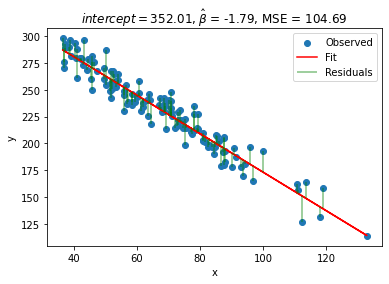 intercept = 352.01, β̂ = -1.79, MSE = 104.69
Observed
Fit
Residuals
300
275
250
225
200
175
150
125
y
40 60 80 100 120
x